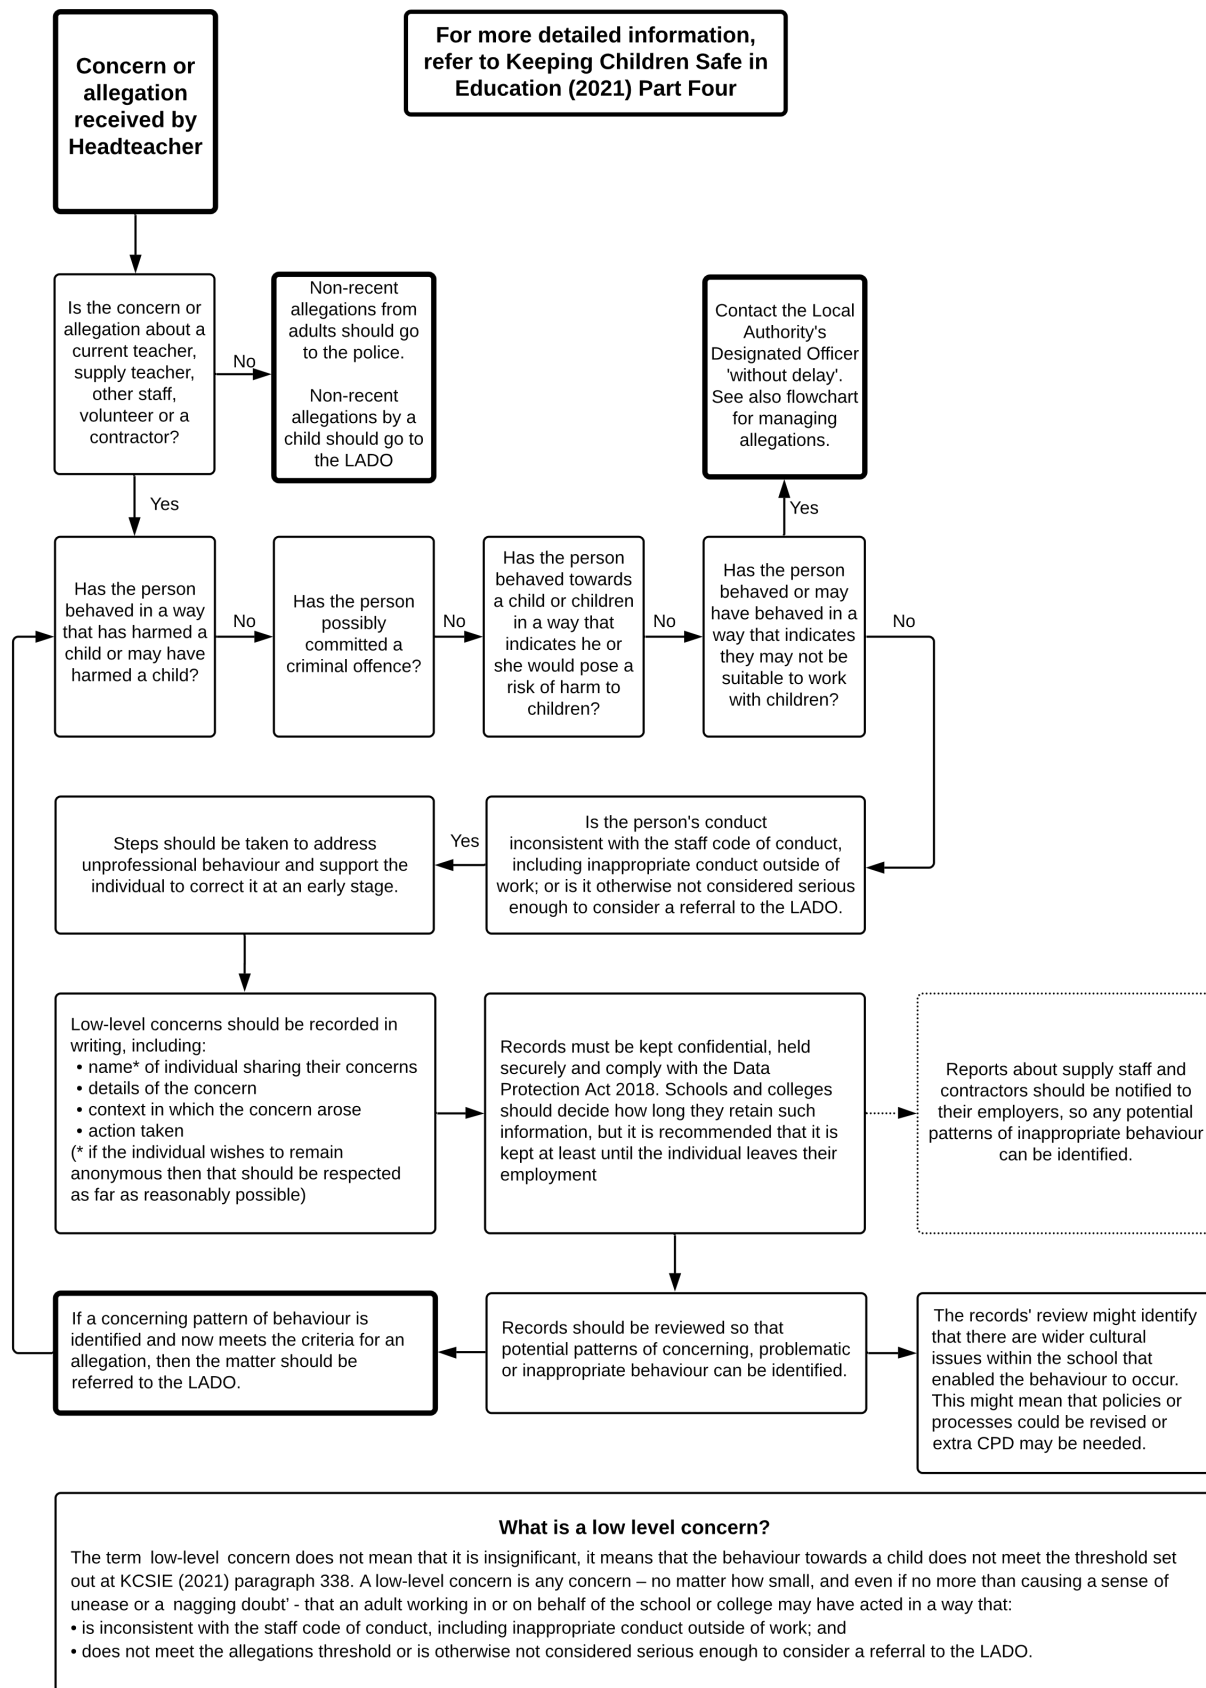 Concern or
allegation
received by
Headteacher
For more detailed information,
refer to Keeping Children Safe in
Education (2021) Part Four
Is the concern or
allegation about a
current teacher,
supply teacher,
other staff,
volunteer or a
contractor?
No
Non-recent
allegations from
adults should go
to the police.
Non-recent
allegations by a
child should go to
the LADO
Contact the Local
Authority's
Designated Officer
'without delay'.
See also flowchart
for managing
allegations.
Yes
Yes
Has the person
behaved in a way
that has harmed a
child or may have
harmed a child?
No
Has the person
possibly
committed a
criminal offence?
No
Has the person
behaved towards
a child or children
in a way that
indicates he or
she would pose a
risk of harm to
children?
No
Has the person
behaved or may
have behaved in a
way that indicates
they may not be
suitable to work
with children?
No
Steps should be taken to address
unprofessional behaviour and support the
individual to correct it at an early stage.
Yes
Is the person's conduct
inconsistent with the staff code of conduct,
including inappropriate conduct outside of
work; or is it otherwise not considered serious
enough to consider a referral to the LADO.
Low-level concerns should be recorded in
writing, including:
• name* of individual sharing their concerns
• details of the concern
• context in which the concern arose
• action taken
(* if the individual wishes to remain
anonymous then that should be respected
as far as reasonably possible)
Records must be kept confidential, held
securely and comply with the Data
Protection Act 2018. Schools and colleges
should decide how long they retain such
information, but it is recommended that it is
kept at least until the individual leaves their
employment
Reports about supply staff and
contractors should be notified to
their employers, so any potential
patterns of inappropriate behaviour
can be identified.
If a concerning pattern of behaviour is
identified and now meets the criteria for an
allegation, then the matter should be
referred to the LADO.
Records should be reviewed so that
potential patterns of concerning, problematic
or inappropriate behaviour can be identified.
The records' review might identify
that there are wider cultural
issues within the school that
enabled the behaviour to occur.
This might mean that policies or
processes could be revised or
extra CPD may be needed.
What is a low level concern?
The term low-level concern does not mean that it is insignificant, it means that the behaviour towards a child does not meet the threshold set
out at KCSIE (2021) paragraph 338. A low-level concern is any concern – no matter how small, and even if no more than causing a sense of
unease or a nagging doubt’ - that an adult working in or on behalf of the school or college may have acted in a way that:
• is inconsistent with the staff code of conduct, including inappropriate conduct outside of work; and
• does not meet the allegations threshold or is otherwise not considered serious enough to consider a referral to the LADO.